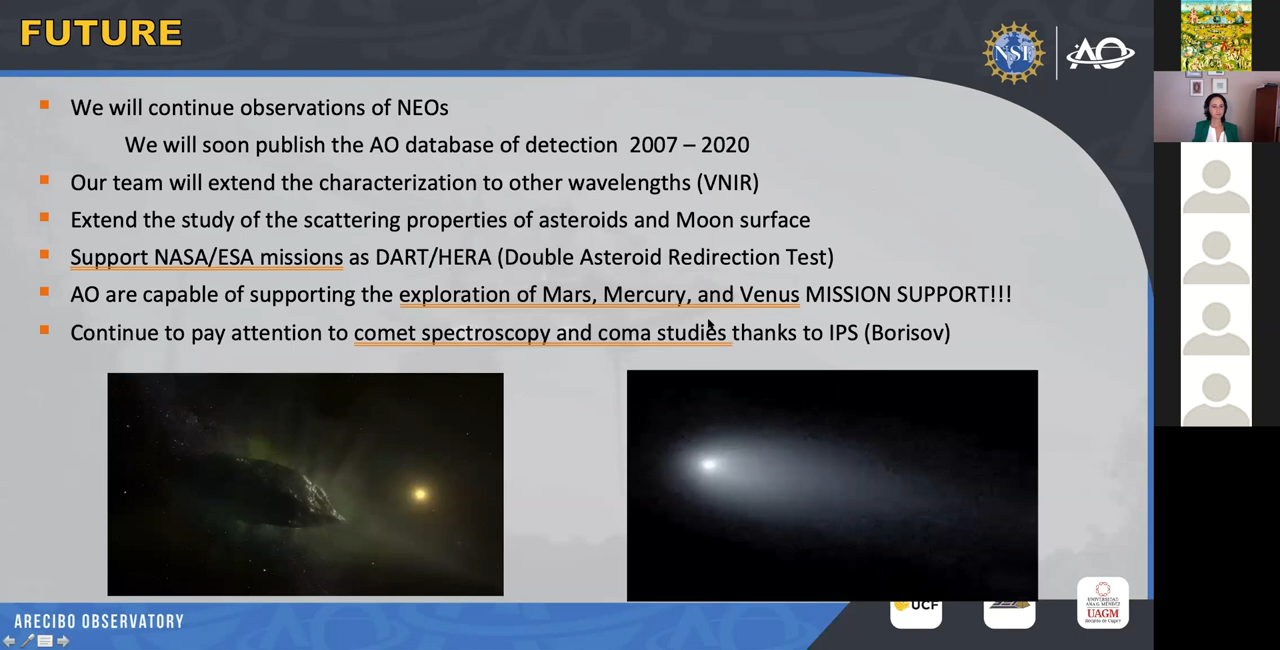 FUTURE
NSF
AO
We will continue observations of NEOs
We will soon publish the AO database of detection 2007 – 2020
Our team will extend the characterization to other wavelengths (VNIR)
Extend the study of the scattering properties of asteroids and Moon surface
Support NASA/ESA missions as DART/HERA (Double Asteroid Redirection Test)
AO are capable of supporting the exploration of Mars, Mercury, and Venus MISSION SUPPORT!!!
Continue to pay attention to comet spectroscopy and coma studies thanks to IPS (Borisov)
ARECIBO OBSERVATORY
UCF
UAGM